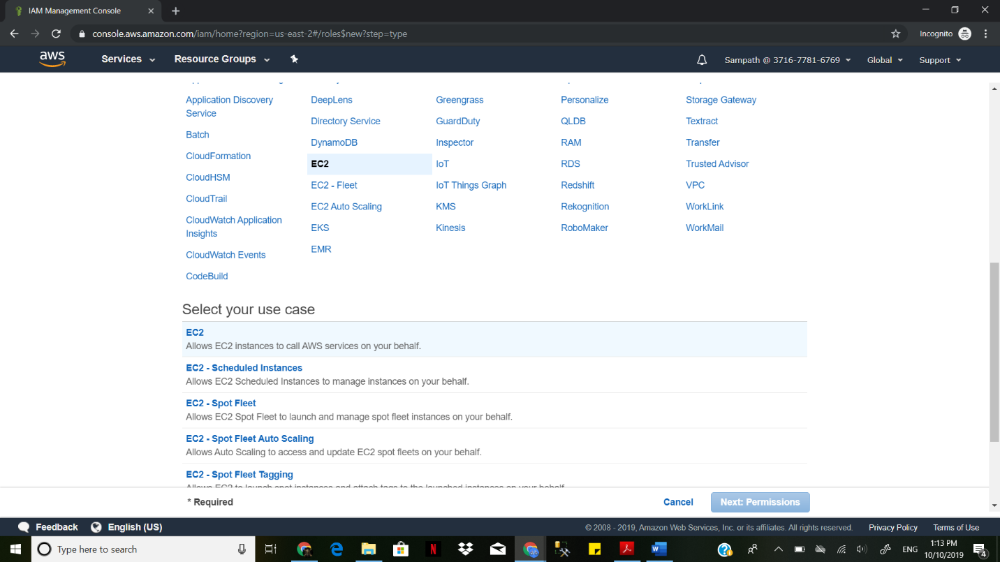 IAM Management Console
console.aws.amazon.com/iam/home?region=us-east-2#/roles$new?step=type
Incognito
aws
Services
Resource Groups
Sampath @ 3716-7781-6769
Global
Support
Application Discovery
Service
Batch
CloudFormation
CloudHSM
CloudTrail
CloudWatch Application
Insights
CloudWatch Events
CodeBuild
DeepLens
Directory Service
DynamoDB
EC2
EC2 - Fleet
EC2 Auto Scaling
EKS
EMR
Greengrass
GuardDuty
Inspector
IoT
IoT Things Graph
KMS
Kinesis
Personalize
QLDB
RAM
RDS
Redshift
Rekognition
RoboMaker
Storage Gateway
Textract
Transfer
Trusted Advisor
VPC
WorkLink
WorkMail
Select your use case
EC2
Allows EC2 instances to call AWS services on your behalf.
EC2 - Scheduled Instances
Allows EC2 Scheduled Instances to manage instances on your behalf.
EC2 - Spot Fleet
Allows EC2 Spot Fleet to launch and manage spot fleet instances on your behalf.
EC2 - Spot Fleet Auto Scaling
Allows Auto Scaling to access and update EC2 spot fleets on your behalf.
EC2 - Spot Fleet Tagging
Allows EC2 to launch spot instances and attach tags to the launched instances on your behalf.
* Required
Cancel
Next: Permissions
Feedback
English (US)
© 2008 - 2019, Amazon Web Services, Inc. or its affiliates. All rights reserved.
Privacy Policy
Terms of Use
Type here to search
ENG
1:13 PM
10/10/2019
4